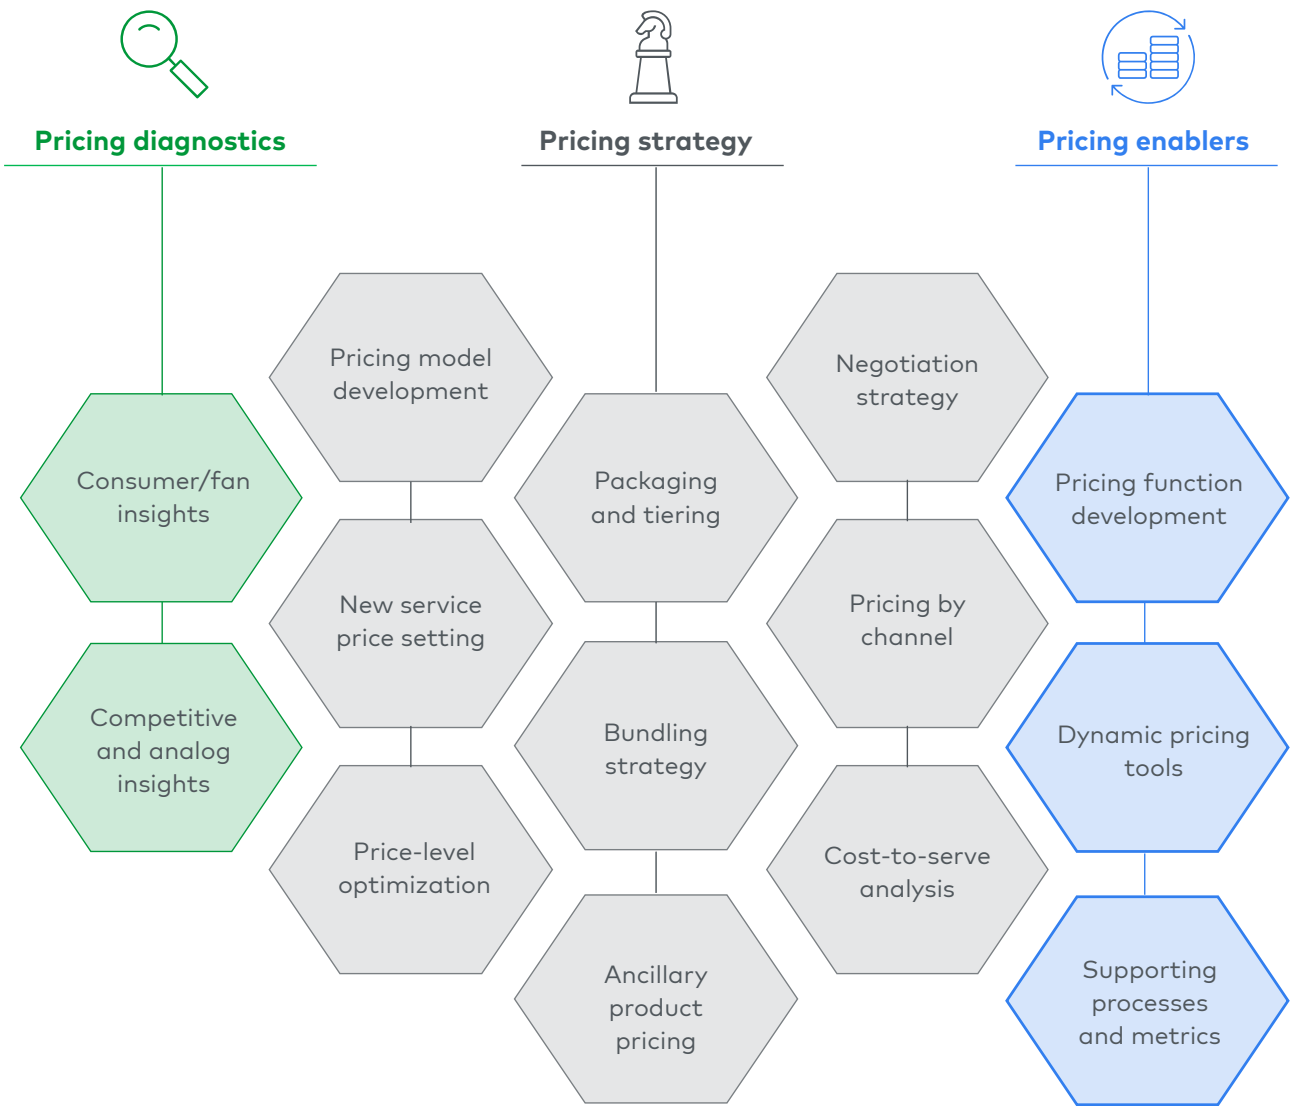 Pricing diagnostics
Pricing strategy
Pricing enablers
Consumer/fan
insights
Competitive
and analog
insights
Pricing model
development
New service
price setting
Price-level
optimization
Packaging
and tiering
Bundling
strategy
Ancillary
product
pricing
Negotiation
strategy
Pricing by
channel
Cost-to-serve
analysis
Pricing function
development
Dynamic pricing
tools
Supporting
processes
and metrics